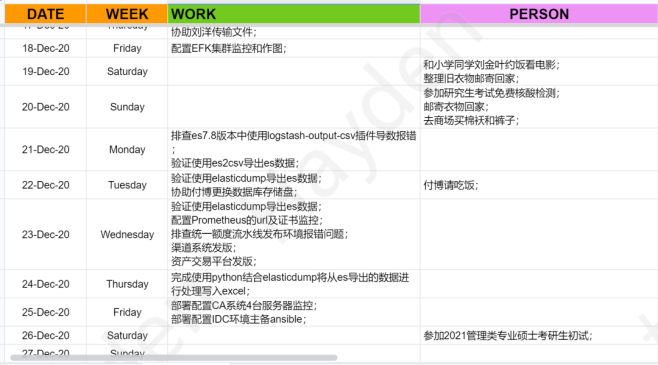 DATE WEEK WORK PERSON
协助刘洋传输文件；
18-Dec-20 Friday 配置EFK集群监控和作图；
19-Dec-20 Saturday 和小学同学刘金叶约饭看电影；
整理旧衣物邮寄回家；
20-Dec-20 Sunday 参加研究生考试免费核酸检测；
邮寄衣物回家；
去商场买棉袄和裤子；
21-Dec-20 Monday 排查es7.8版本中使用logstash-output-csv插件导数报错
；
验证使用es2csv导出es数据；
22-Dec-20 Tuesday 验证使用elasticdump导出es数据；
协助付博更换数据库存储盘；
付博请吃饭；
23-Dec-20 Wednesday 验证使用elasticdump导出es数据；
配置Prometheus的url及证书监控；
排查统一额度流水线发布环境报错问题；
渠道系统发版；
资产交易平台发版；
24-Dec-20 Thursday 完成使用python结合elasticdump将从es导出的数据进
行处理写入excel；
25-Dec-20 Friday 部署配置CA系统4台服务器监控；
部署配置IDC环境主备ansible；
26-Dec-20 Saturday 参加2021管理类专业硕士考研生初试；
27-Dec-20 Sunday